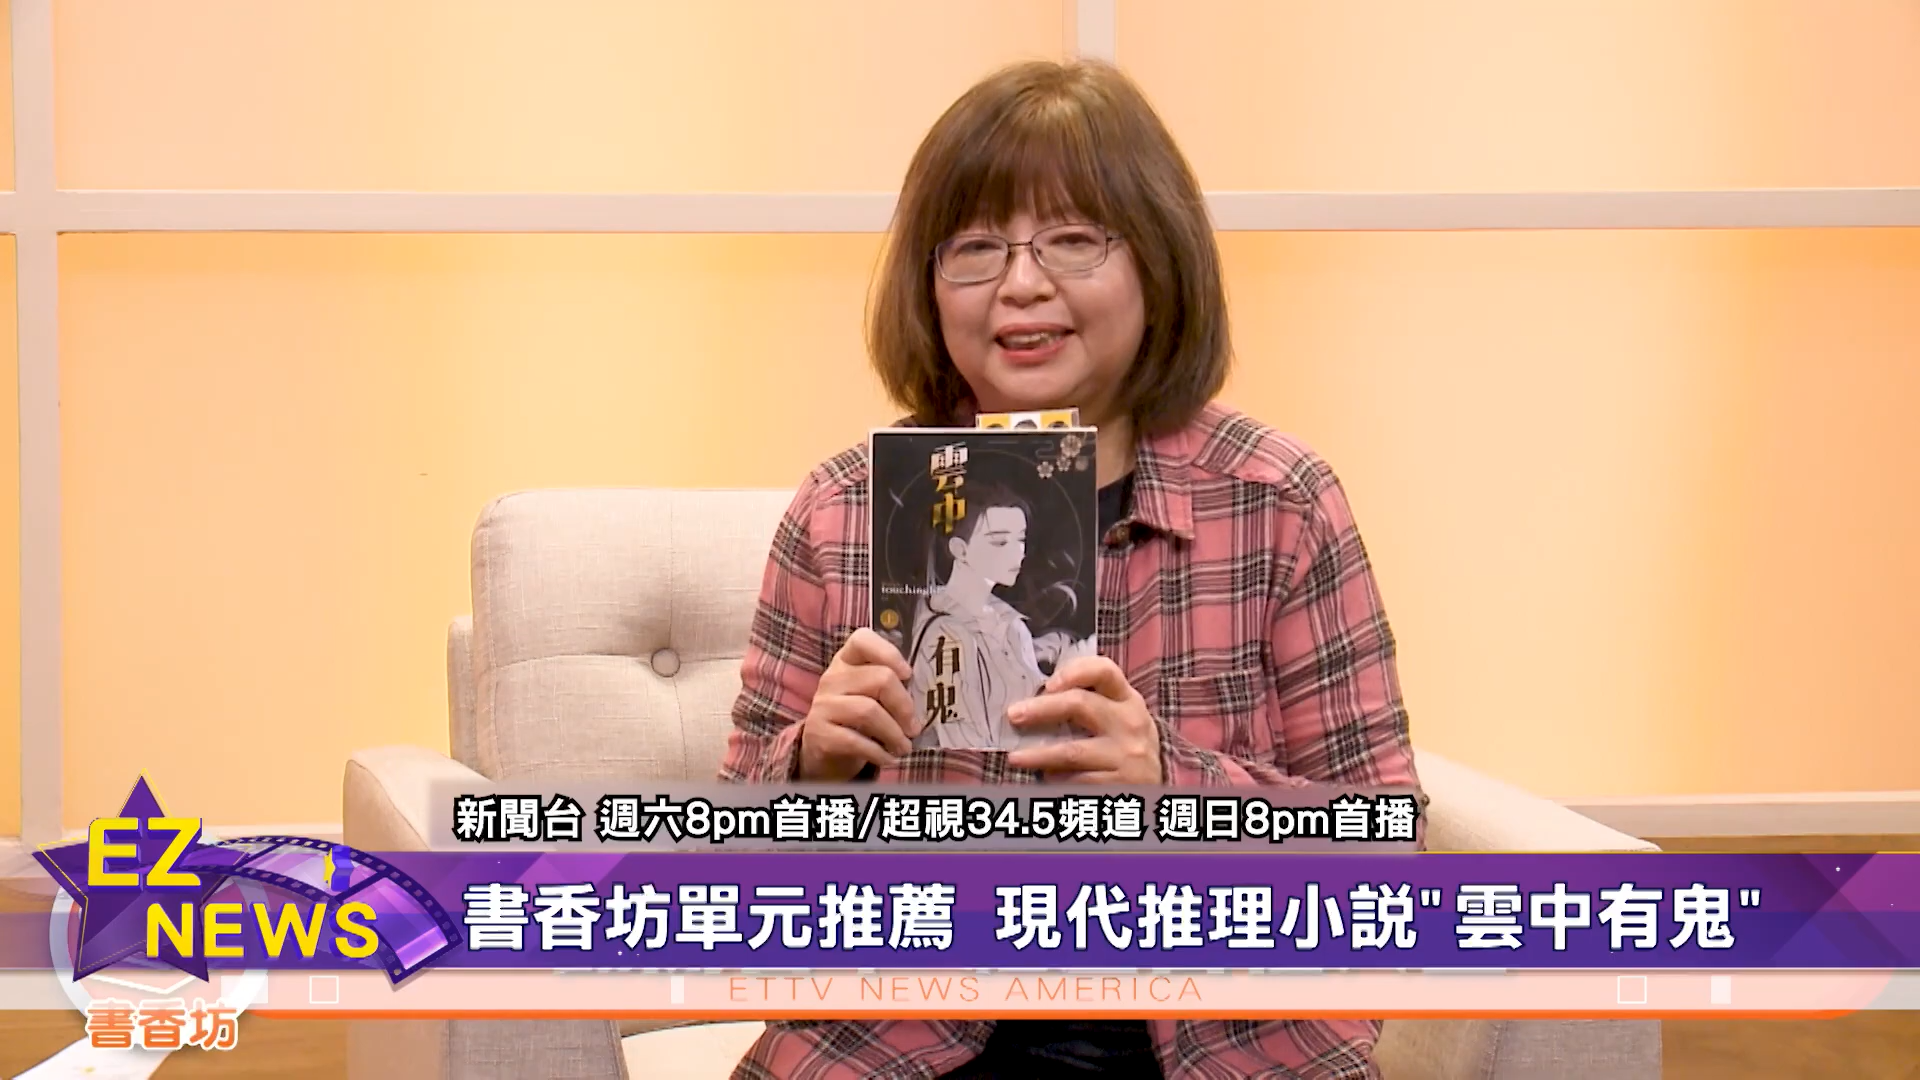 雲中
touchingk
上
有鬼
新聞台 週六8pm首播/超視34.5頻道 週日8pm首播
EZ
NEWS
書香坊單元推薦 現代推理小說"雲中有鬼"
ETTV NEWS AMERICA
書香坊